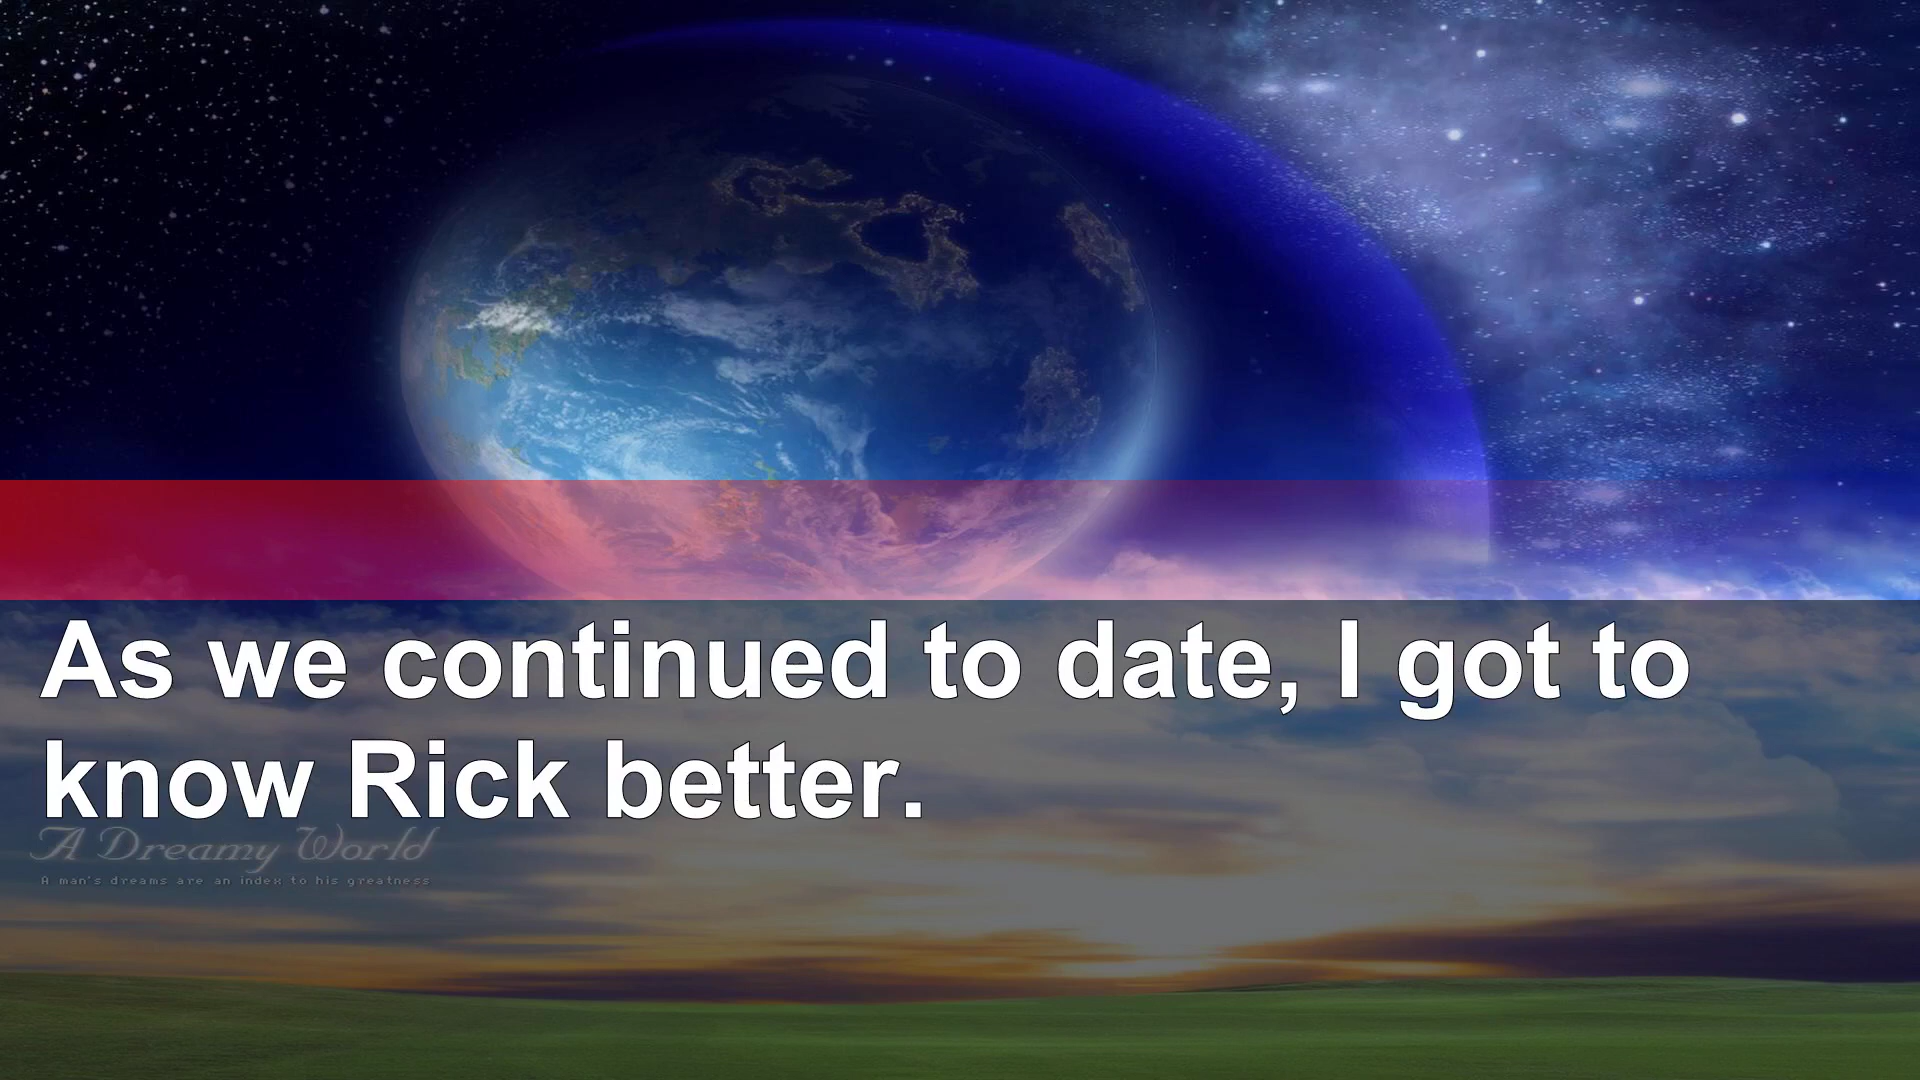 As we continued to date, I got to
know Rick better.
A Dreamy World
A man's dreams are an index to his greatness